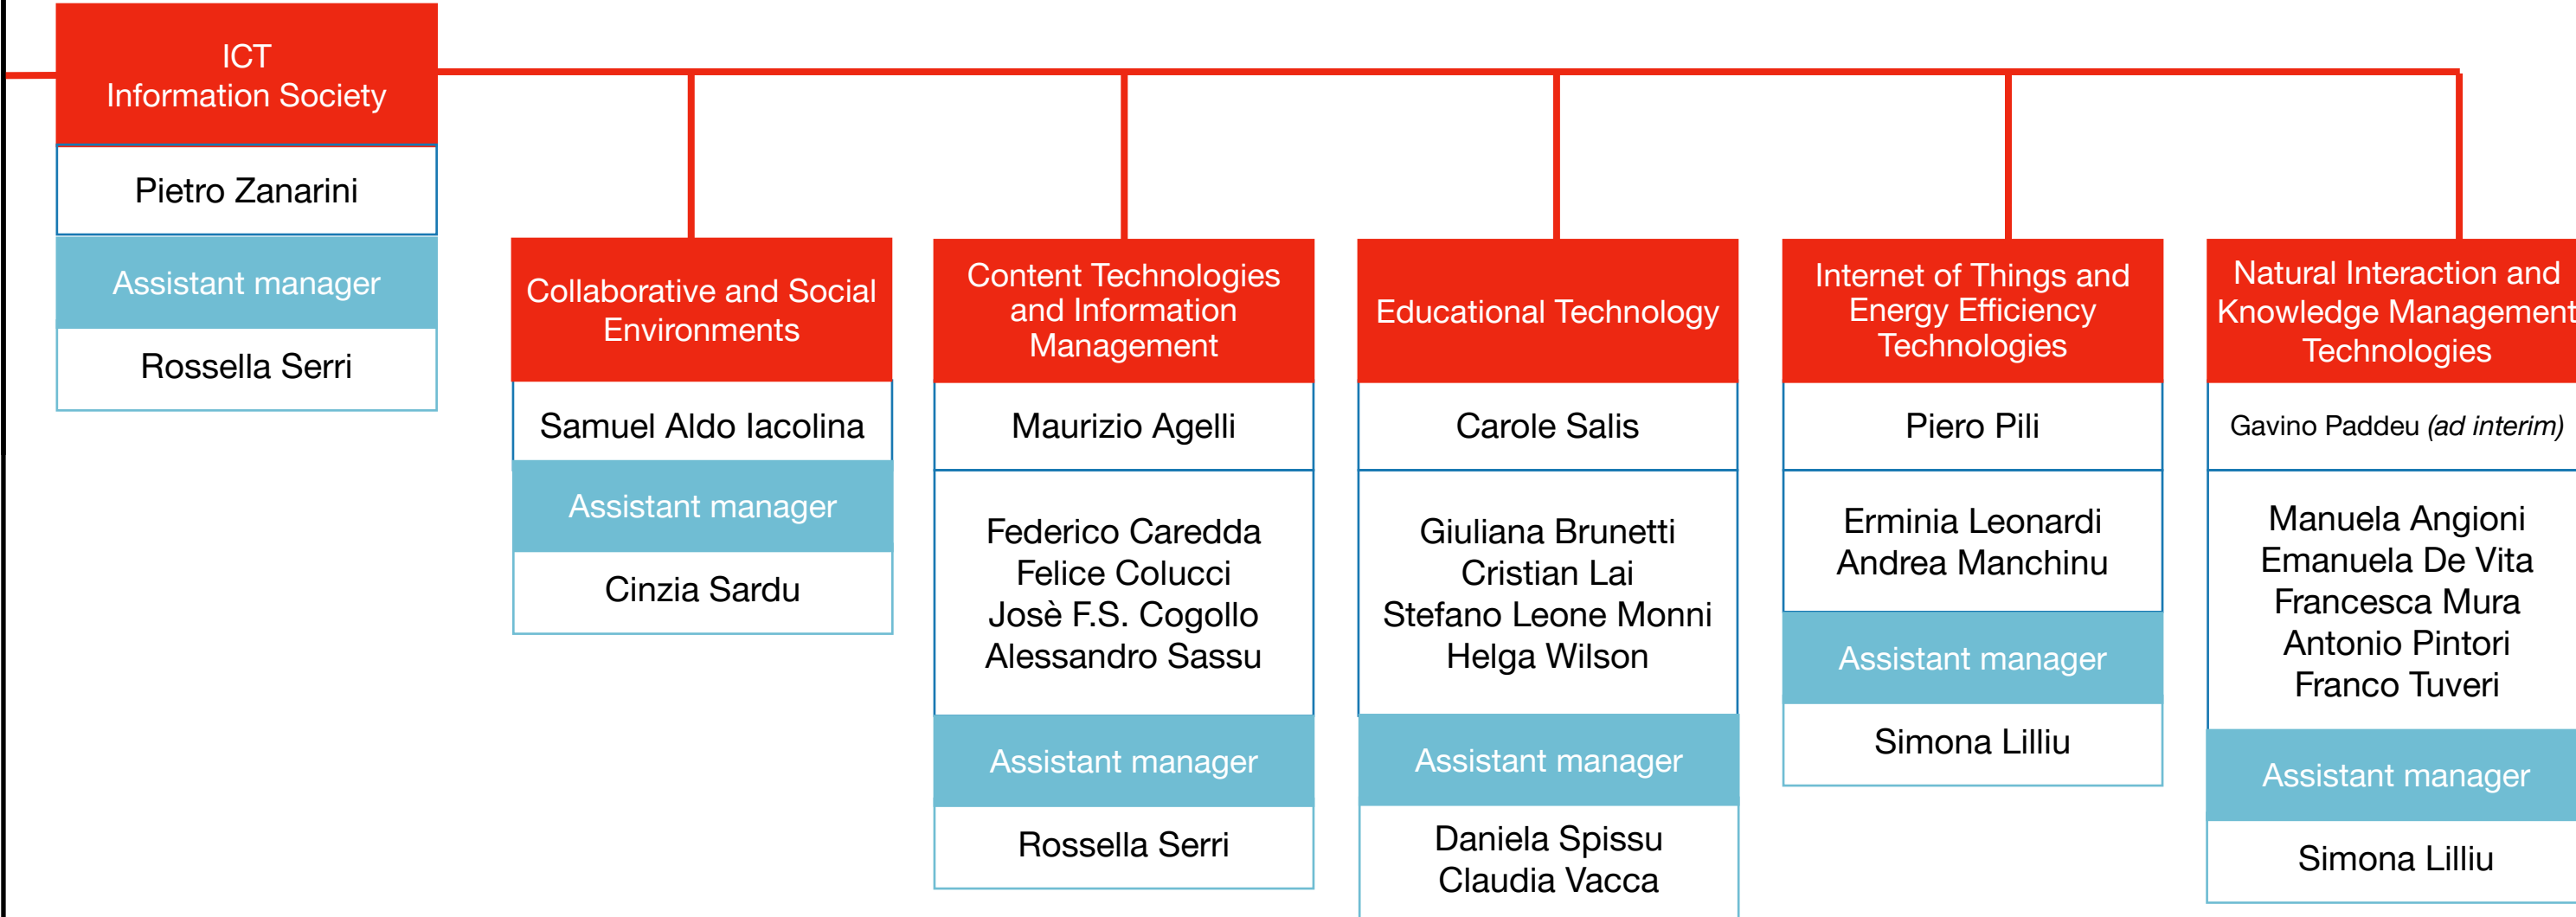 ICT
Information Society
Pietro Zanarini
Assistant manager
Rossella Serri
Collaborative and Social
Environments
Samuel Aldo Iacolina
Assistant manager
Cinzia Sardu
Content Technologies
and Information
Management
Maurizio Agelli
Federico Caredda
Felice Colucci
Josè F.S. Cogollo
Alessandro Sassu
Assistant manager
Rossella Serri
Educational Technology
Carole Salis
Giuliana Brunetti
Cristian Lai
Stefano Leone Monni
Helga Wilson
Assistant manager
Daniela Spissu
Claudia Vacca
Internet of Things and
Energy Efficiency
Technologies
Piero Pili
Erminia Leonardi
Andrea Manchinu
Assistant manager
Simona Lilliu
Natural Interaction and
Knowledge Management
Technologies
Gavino Paddeu (ad interim)
Manuela Angioni
Emanuela De Vita
Francesca Mura
Antonio Pintori
Franco Tuveri
Assistant manager
Simona Lilliu